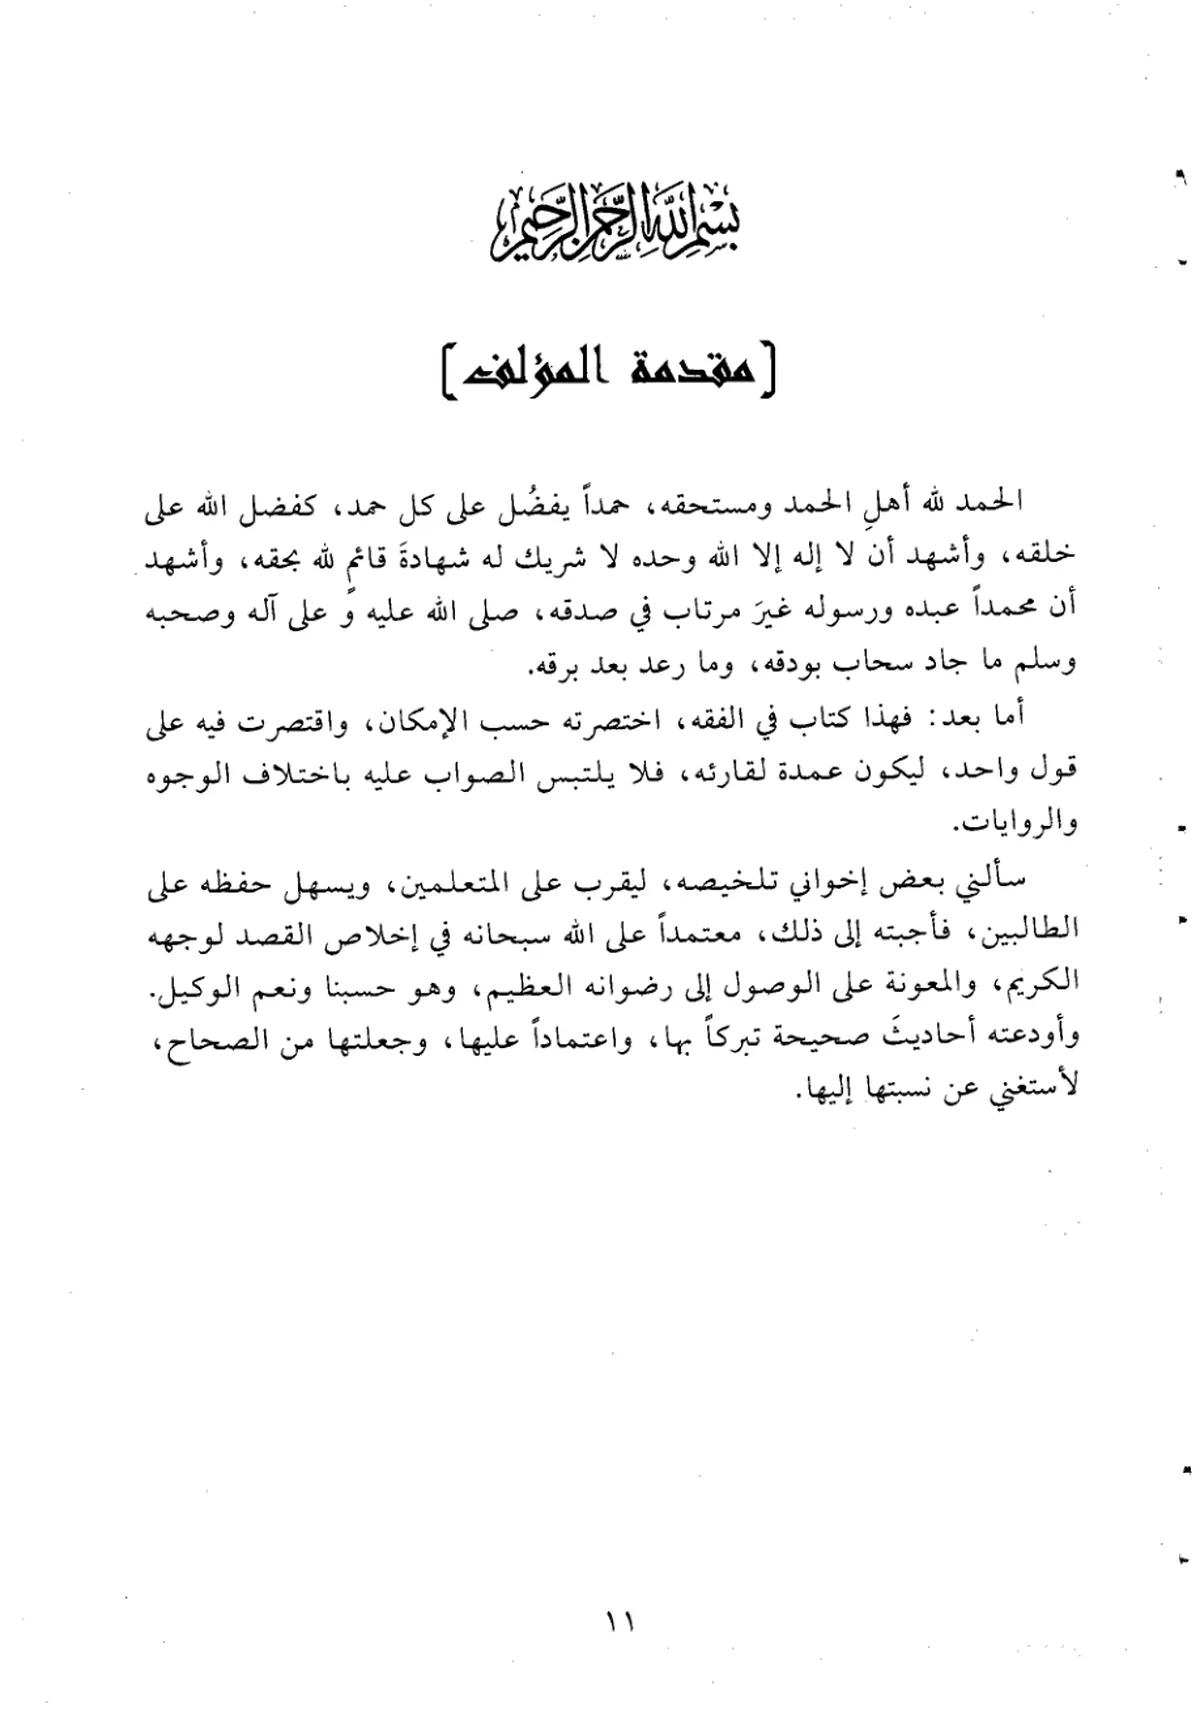 بِسْمِ اللَّهِ الرَّحْمَنِ الرَّحِيمِ
[مقدمة المؤلف]
الحمد لله أهلِ الحمد ومستحقه، حمداً يفضُل على كل حمد، كفضل الله على
خلقه، وأشهد أن لا إله إلا الله وحده لا شريك له شهادةَ قائمٍ لله بحقه، وأشهد
أن محمداً عبده ورسوله غيرَ مرتاب في صدقه، صلى الله عليه و على آله وصحبه
وسلم ما جاد سحاب بودقه، وما رعد بعد برقه.
أما بعد: فهذا كتاب في الفقه، اختصرته حسب الإمكان، واقتصرت فيه على
قول واحد، ليكون عمدة لقارئه، فلا يلتبس الصواب عليه باختلاف الوجوه
والروايات.
سألني بعض إخواني تلخيصه، ليقرب على المتعلمين، ويسهل حفظه على
الطالبين، فأجبته إلى ذلك، معتمداً على الله سبحانه في إخلاص القصد لوجهه
الكريم، والمعونة على الوصول إلى رضوانه العظيم، وهو حسبنا ونعم الوكيل.
وأودعته أحاديثَ صحيحة تبركاً بها، واعتماداً عليها، وجعلتها من الصحاح،
لأستغني عن نسبتها إليها.
١١